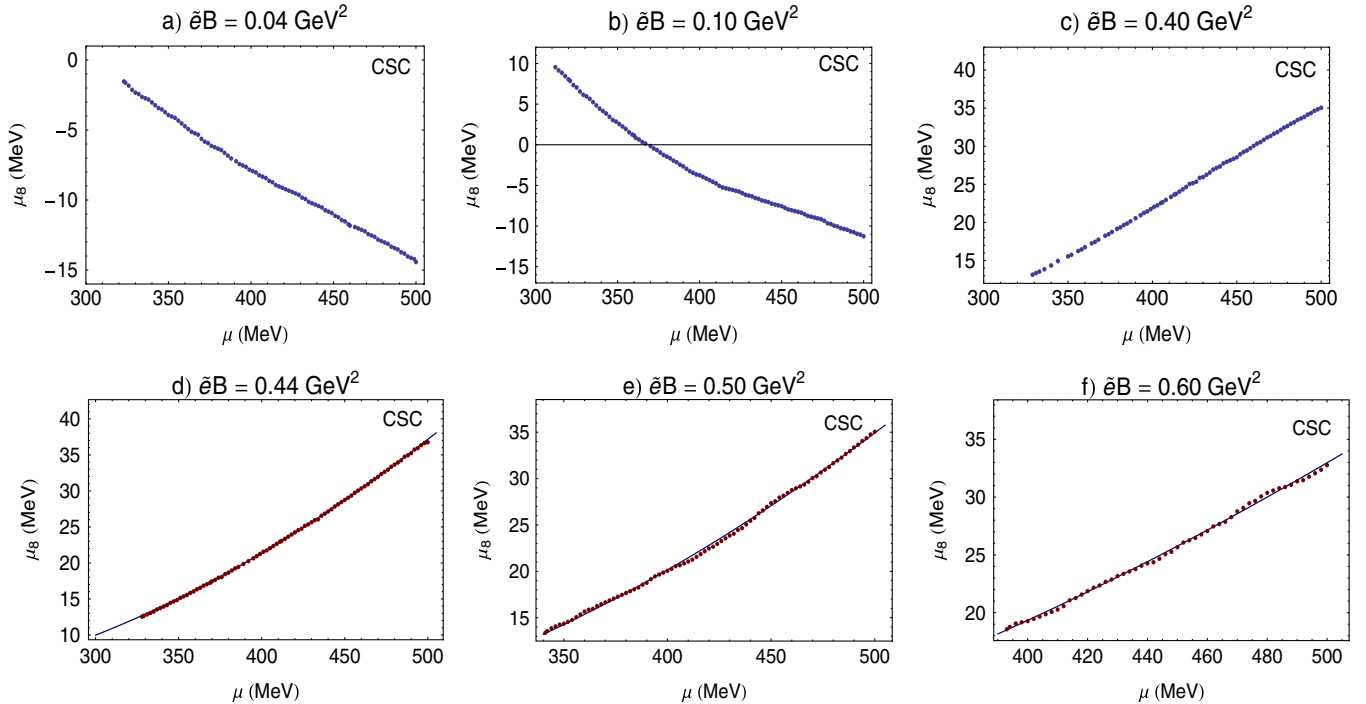 a) ẽB = 0.04 GeV²
CSC
μ₈ (MeV)
0
−5
−10
−15
300 350 400 450 500
μ (MeV)
b) ẽB = 0.10 GeV²
CSC
μ₈ (MeV)
10
5
0
−5
−10
−15
300 350 400 450 500
μ (MeV)
c) ẽB = 0.40 GeV²
CSC
μ₈ (MeV)
40
35
30
25
20
15
300 350 400 450 500
μ (MeV)
d) ẽB = 0.44 GeV²
CSC
μ₈ (MeV)
40
35
30
25
20
15
10
300 350 400 450 500
μ (MeV)
e) ẽB = 0.50 GeV²
CSC
μ₈ (MeV)
35
30
25
20
15
350 400 450 500
μ (MeV)
f) ẽB = 0.60 GeV²
CSC
μ₈ (MeV)
35
30
25
20
400 420 440 460 480 500
μ (MeV)